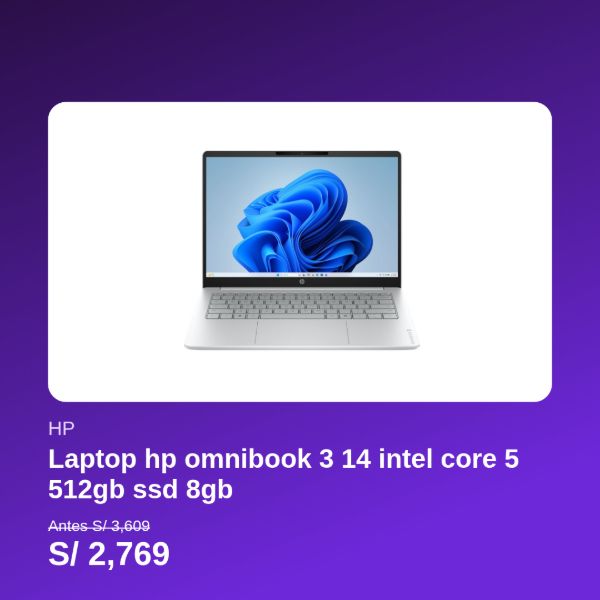 HP
Laptop hp omnibook 3 14 intel core 5
512gb ssd 8gb
Antes S/ 3,609
S/ 2,769